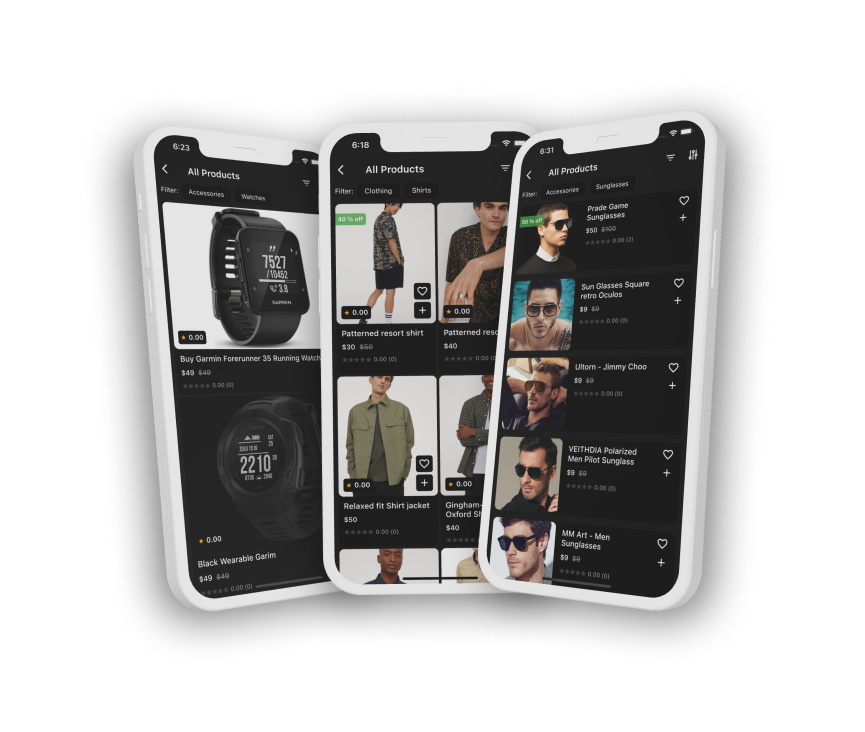 6:23
All Products
Filter:
Accessories
Watches
7527
/10452
3.8
GARMIN
★ 0.00
Buy Garmin Forerunner 35 Running Watch
$49 $49
★★★★★ 0.00 (0)
SAT
25
ZULU 15:10
2210 38
★ 0.00
Black Wearable Garim
$49 $49
★★★★★ 0.00 (0)
6:18
All Products
Filter:
Clothing
Shirts
40 % off
★ 0.00
Patterned resort shirt
$30 $50
★★★★★ 0.00 (0)
★ 0.00
Patterned reso
$40
★★★★★ 0.00 (0
★ 0.00
Relaxed fit Shirt jacket
$50
★★★★★ 0.00 (0)
★ 0.00
Gingham-
Oxford Sh
$40
★★★★★ 0.00 (0)
6:31
All Products
Filter:
Accessories
Sunglasses
50 % off
Prade Game
Sunglasses
$50 $100
★★★★★ 0.00 (2)
Sun Glasses Square
retro Oculos
$9 $9
★★★★★ 0.00 (0)
Ultorn - Jimmy Choo
$9 $9
★★★★★ 0.00 (0)
VEITHDIA Polarized
Men Pilot Sunglass
$9 $9
★★★★★ 0.00 (0)
MM Art - Men
Sunglasses
$9 $9
★★★★★ 0.00 (0)